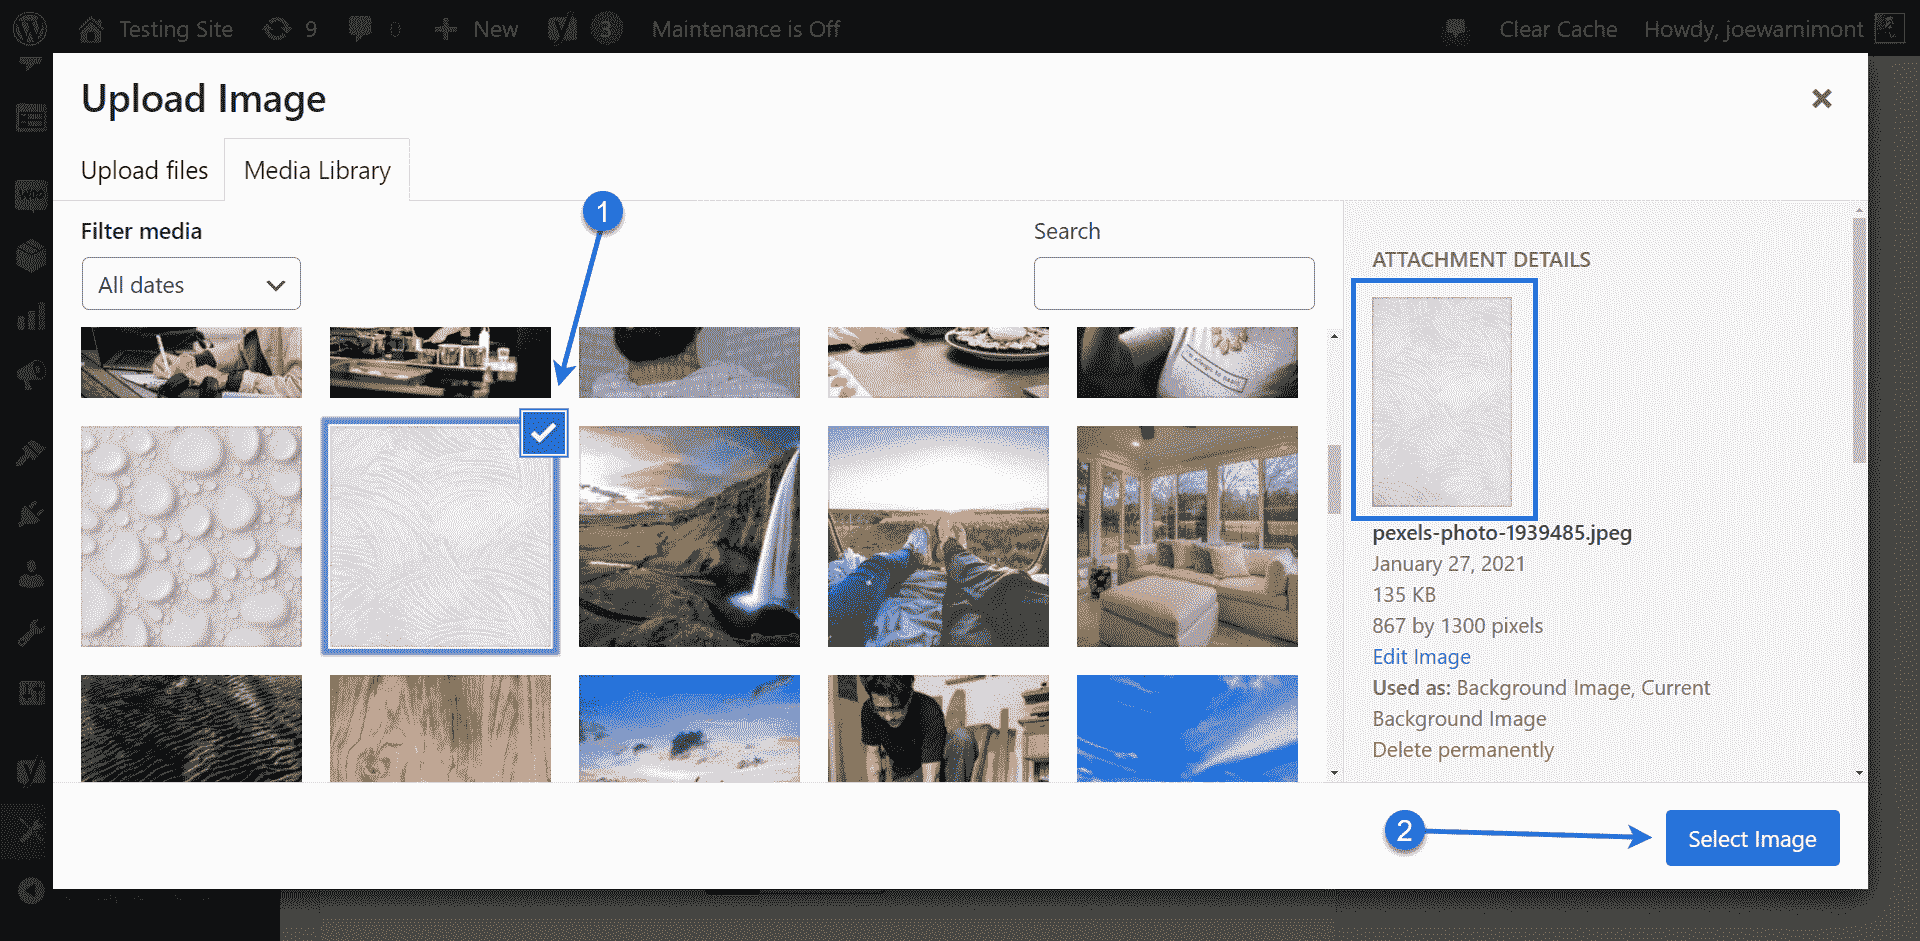 Testing Site
9
0
New
3
Maintenance is Off
Clear Cache
Howdy, joewarnimont
Upload Image
Upload files
Media Library
1
Filter media
Search
All dates
ATTACHMENT DETAILS
pexels-photo-1939485.jpeg
January 27, 2021
135 KB
867 by 1300 pixels
Edit Image
Used as: Background Image, Current
Background Image
Delete permanently
2
Select Image